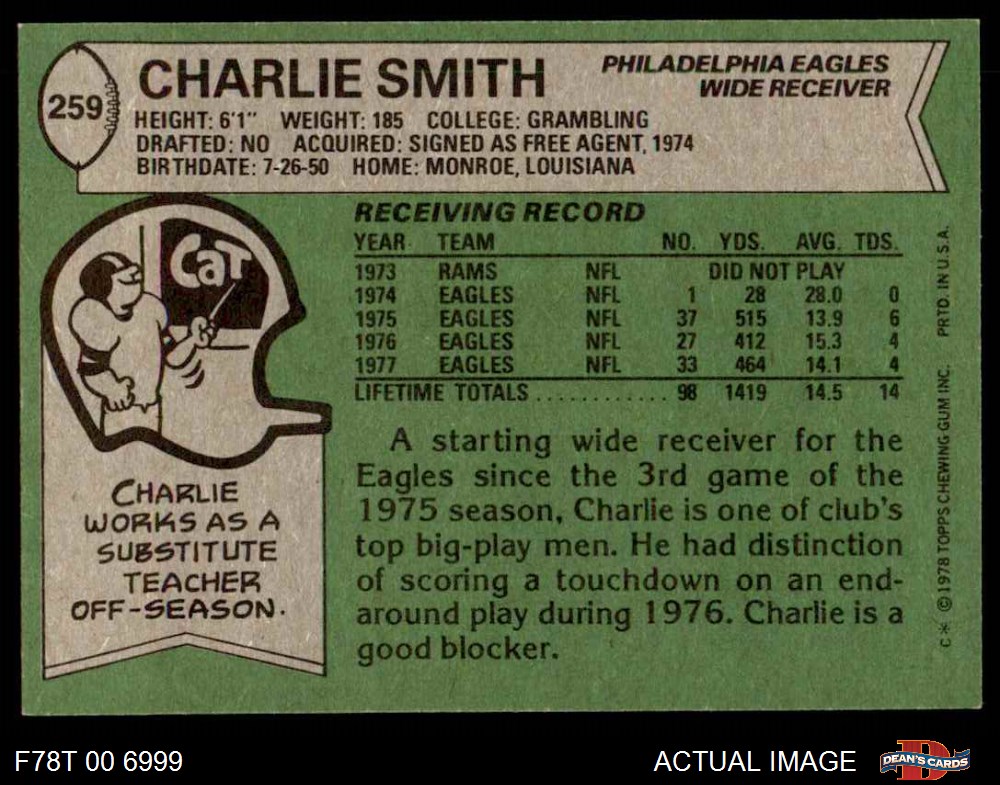 259
CHARLIE SMITH
PHILADELPHIA EAGLES
WIDE RECEIVER
HEIGHT: 6'1" WEIGHT: 185 COLLEGE: GRAMBLING
DRAFTED: NO ACQUIRED: SIGNED AS FREE AGENT, 1974
BIRTHDATE: 7-26-50 HOME: MONROE, LOUISIANA
CAT
CHARLIE
WORKS AS A
SUBSTITUTE
TEACHER
OFF-SEASON.
RECEIVING RECORD
YEAR TEAM NO. YDS. AVG. TDS.
1973 RAMS NFL DID NOT PLAY
1974 EAGLES NFL 1 28 28.0 0
1975 EAGLES NFL 37 515 13.9 6
1976 EAGLES NFL 27 412 15.3 4
1977 EAGLES NFL 33 464 14.1 4
LIFETIME TOTALS ............ 98 1419 14.5 14
A starting wide receiver for the
Eagles since the 3rd game of the
1975 season, Charlie is one of club's
top big-play men. He had distinction
of scoring a touchdown on an end-
around play during 1976. Charlie is a
good blocker.
C* © 1978 TOPPS CHEWING GUM INC. PRTD. IN U.S.A.
F78T 00 6999
ACTUAL IMAGE
D
DEAN'S CARDS